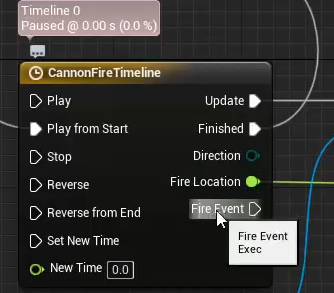 Timeline 0
Paused @ 0.00 s (0.0 %)
CannonFireTimeline
Play
Update
Play from Start
Finished
Stop
Direction
Reverse
Fire Location
Reverse from End
Fire Event
Set New Time
Fire Event
Exec
New Time 0.0